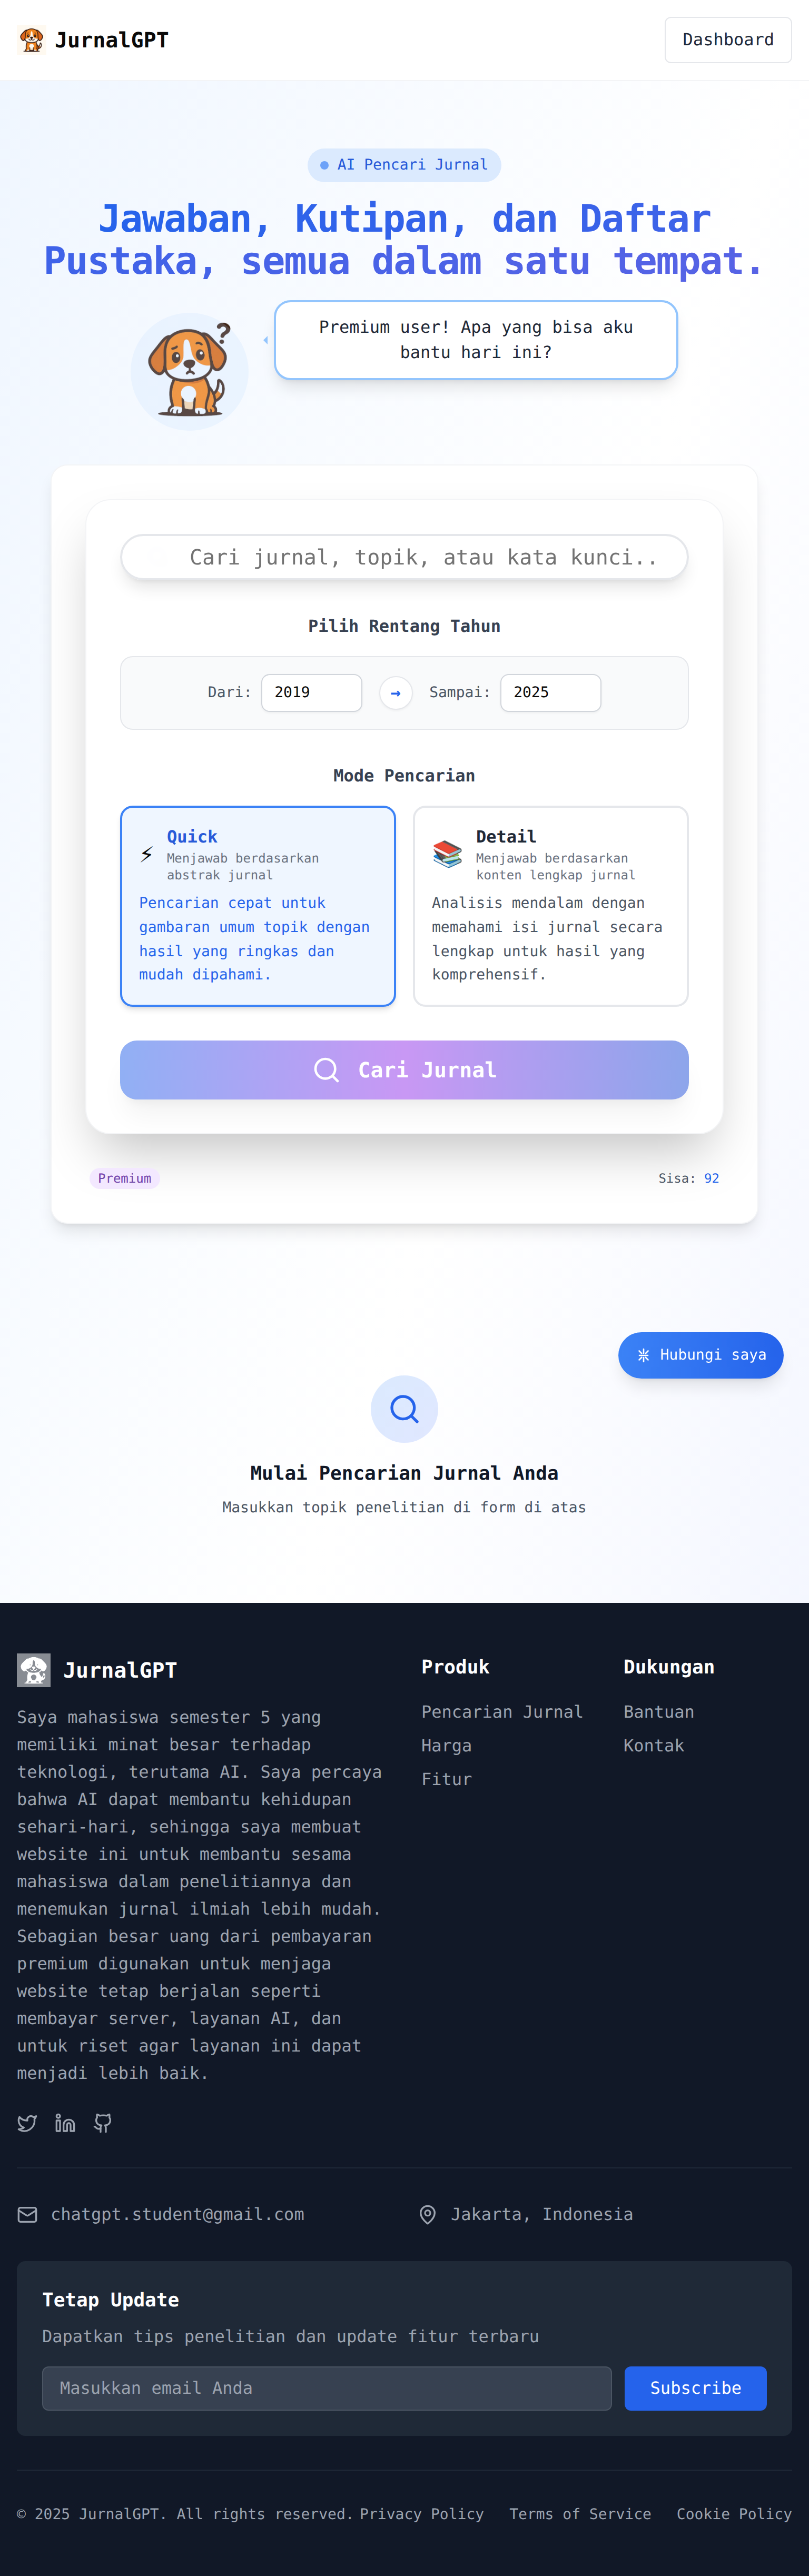 JurnalGPT
Dashboard
AI Pencari Jurnal
Jawaban, Kutipan, dan Daftar
Pustaka, semua dalam satu tempat.
?
Premium user! Apa yang bisa aku
bantu hari ini?
Cari jurnal, topik, atau kata kunci..
Pilih Rentang Tahun
Dari: 2019 → Sampai: 2025
Mode Pencarian
Quick
Menjawab berdasarkan
abstrak jurnal
Pencarian cepat untuk
gambaran umum topik dengan
hasil yang ringkas dan
mudah dipahami.
Detail
Menjawab berdasarkan
konten lengkap jurnal
Analisis mendalam dengan
memahami isi jurnal secara
lengkap untuk hasil yang
komprehensif.
Cari Jurnal
Premium
Sisa: 92
Hubungi saya
Mulai Pencarian Jurnal Anda
Masukkan topik penelitian di form di atas
JurnalGPT
Saya mahasiswa semester 5 yang
memiliki minat besar terhadap
teknologi, terutama AI. Saya percaya
bahwa AI dapat membantu kehidupan
sehari-hari, sehingga saya membuat
website ini untuk membantu sesama
mahasiswa dalam penelitiannya dan
menemukan jurnal ilmiah lebih mudah.
Sebagian besar uang dari pembayaran
premium digunakan untuk menjaga
website tetap berjalan seperti
membayar server, layanan AI, dan
untuk riset agar layanan ini dapat
menjadi lebih baik.
Produk
Pencarian Jurnal
Harga
Fitur
Dukungan
Bantuan
Kontak
chatgpt.student@gmail.com
Jakarta, Indonesia
Tetap Update
Dapatkan tips penelitian dan update fitur terbaru
Masukkan email Anda
Subscribe
© 2025 JurnalGPT. All rights reserved.
Privacy Policy
Terms of Service
Cookie Policy